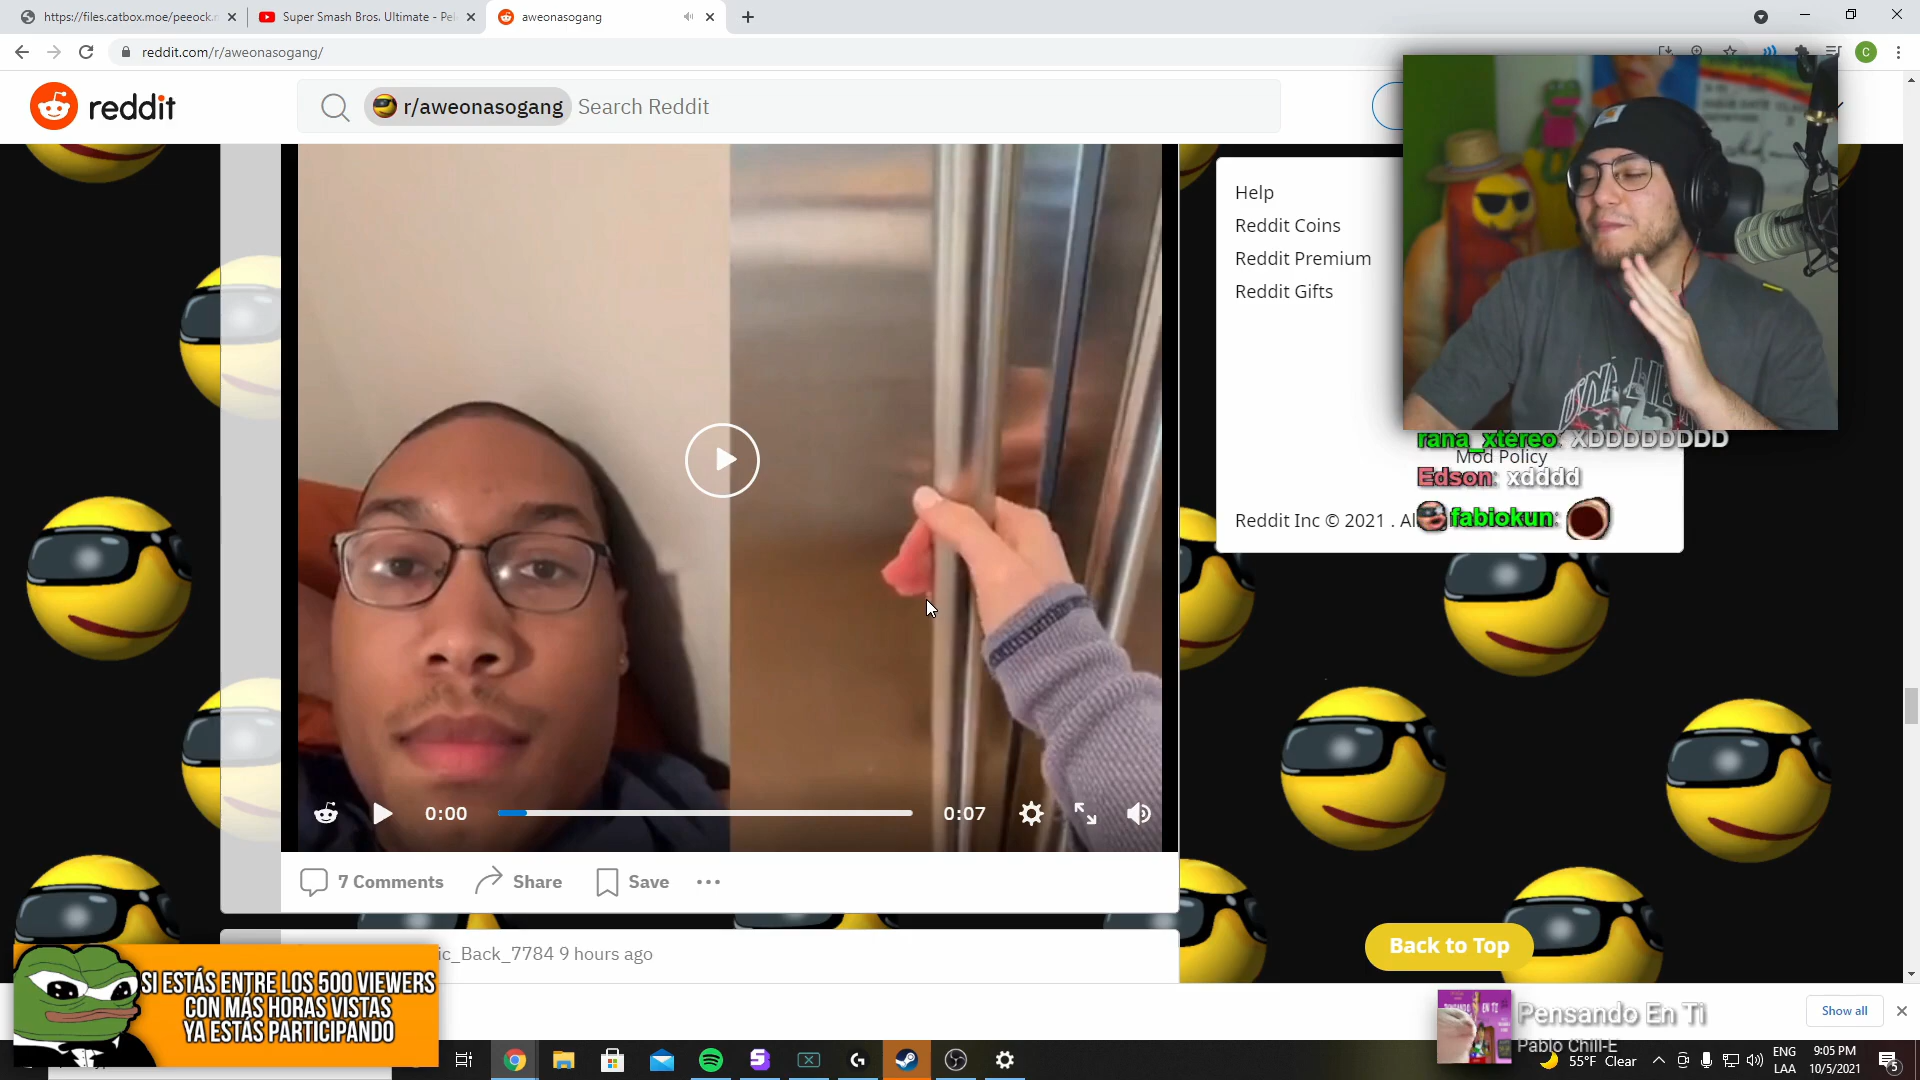 https://files.catbox.moe/peeock.
Super Smash Bros. Ultimate - Pel
aweonasogang
reddit.com/r/aweonasogang/
C
reddit
r/aweonasogang
Search Reddit
Help
Reddit Coins
Reddit Premium
Reddit Gifts
rana_xtereo: XDDDDDDDD
Mod Policy
Edson: xdddd
Reddit Inc © 2021 . Al
fabiokun:
0:00
0:07
7 Comments
Share
Save
ic_Back_7784 9 hours ago
Back to Top
SI ESTÁS ENTRE LOS 500 VIEWERS
CON MÁS HORAS VISTAS
YA ESTÁS PARTICIPANDO
Pensando En Ti
Pablo Chill-E
Show all
55°F Clear
ENG
LAA
9:05 PM
10/5/2021
5